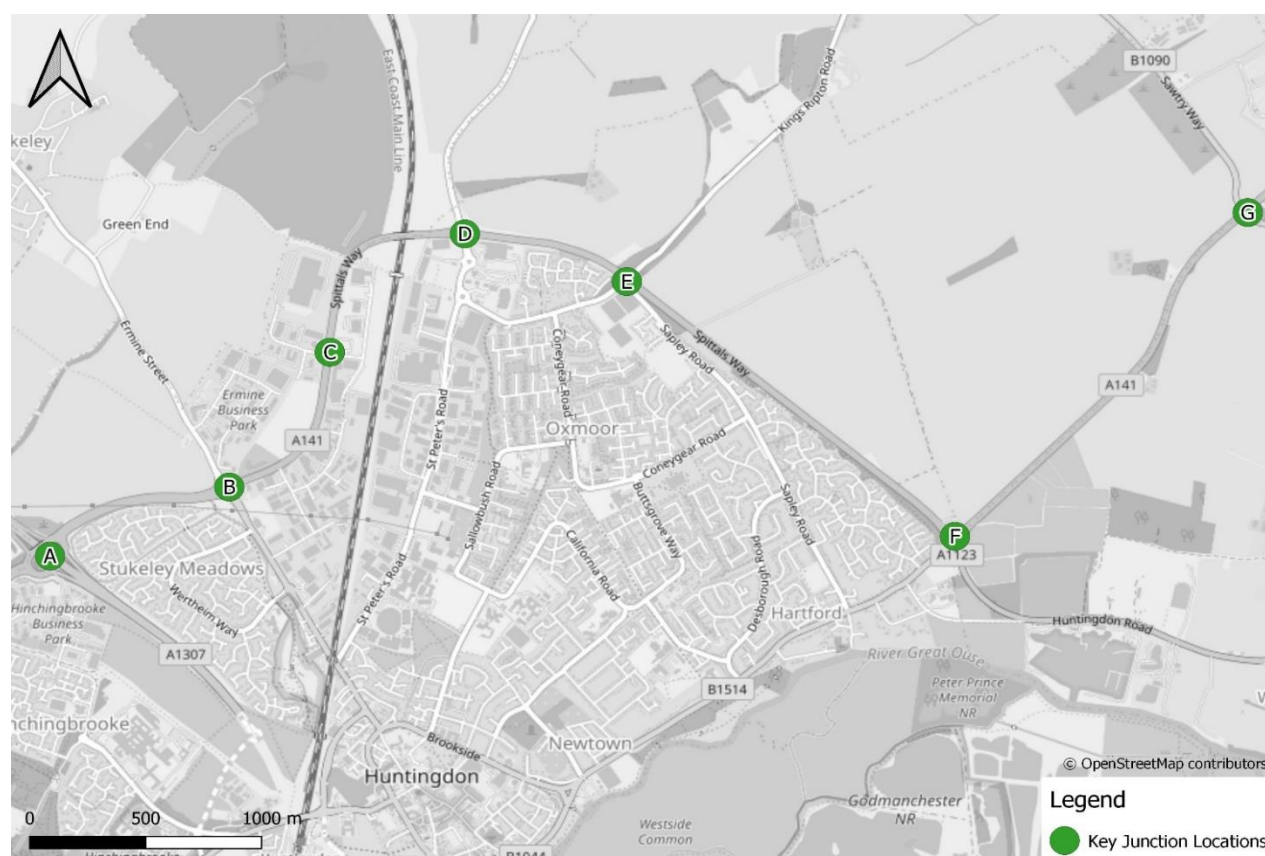 B1090
Sawtry Way
East Coast Main Line
Kings Ripton Road
keley
Green End
G
D
E
Spittals Way
Ermine Street
C
Sapley Road
Spittals Way
Coneygear Road
A141
Ermine
Business
Park
St Peter's Road
Oxmoor
A141
Coneygear Road
B
Sallowbush Road
Buttsgrove Way
Sapley Road
F
A
A1123
Stukeley Meadows
California Road
Desborough Road
Wertheim Way
St Peter's Road
Hartford
Hinchingbrooke
Business
Park
Huntingdon Road
A1307
River Great Ouse
Peter Prince
Memorial
NR
B1514
nchingbrooke
Brookside
Newtown
Huntingdon
© OpenStreetMap contributors
Legend
Key Junction Locations
Godmanchester
NR
Westside
Common
0 500 1000 m
B1044